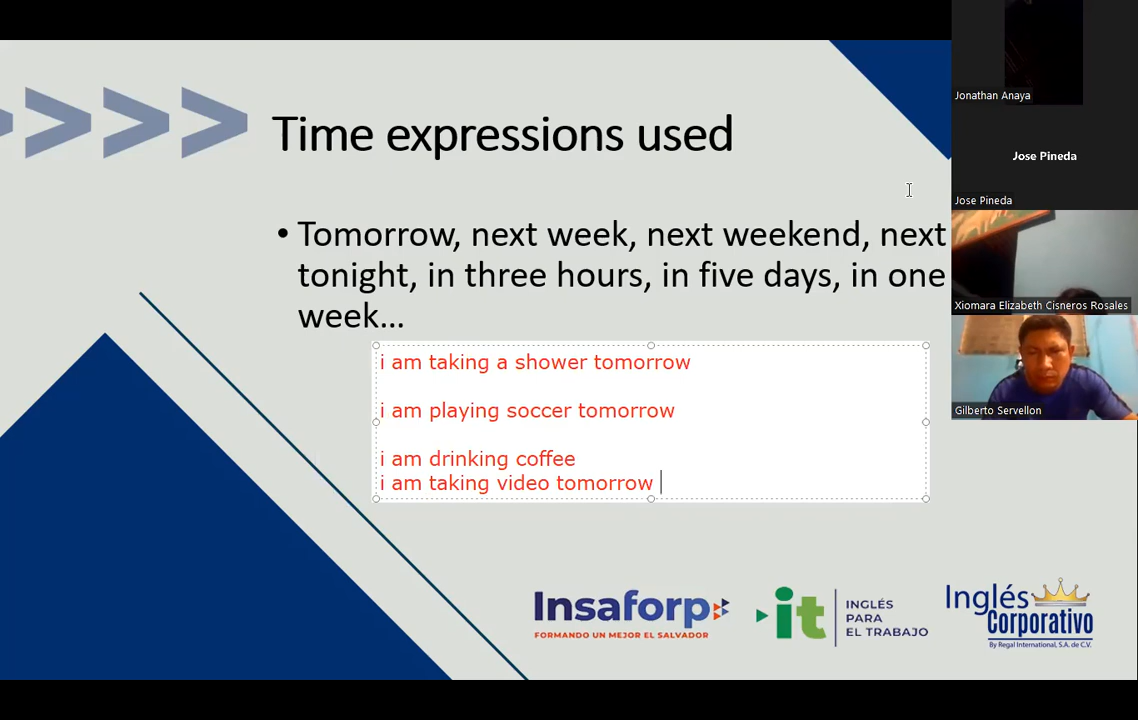 Time expressions used
• Tomorrow, next week, next weekend, next
tonight, in three hours, in five days, in one
week...
i am taking a shower tomorrow
i am playing soccer tomorrow
i am drinking coffee
i am taking video tomorrow
Insaforp
FORMANDO UN MEJOR EL SALVADOR
it
INGLÉS
PARA
EL TRABAJO
Inglés
Corporativo
By Regal International, S.A. de C.V.
Jonathan Anaya
Jose Pineda
Jose Pineda
Xiomara Elizabeth Cisneros Rosales
Gilberto Servellon